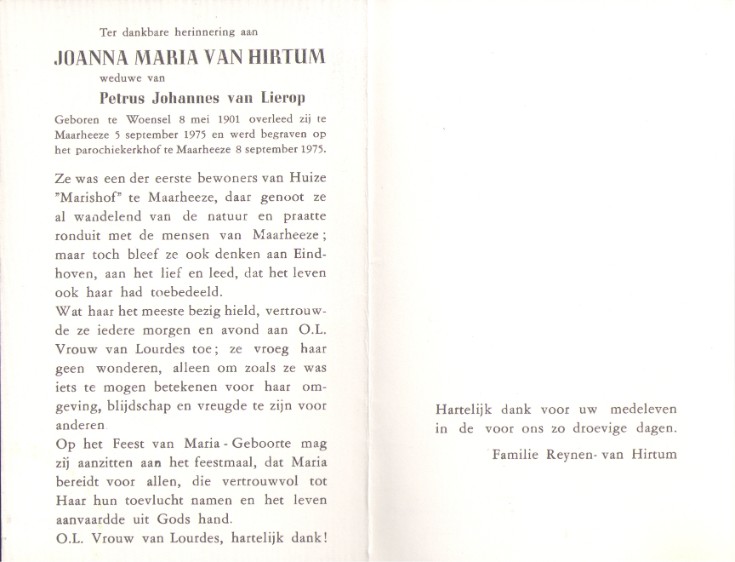 Ter dankbare herinnering aan
JOANNA MARIA VAN HIRTUM
weduwe van
Petrus Johannes van Lierop
Geboren te Woensel 8 mei 1901 overleed zij te
Maarheeze 5 september 1975 en werd begraven op
het parochiekerkhof te Maarheeze 8 september 1975.
Ze was een der eerste bewoners van Huize
"Marishof" te Maarheeze, daar genoot ze
al wandelend van de natuur en praatte
ronduit met de mensen van Maarheeze ;
maar toch bleef ze ook denken aan Eind-
hoven, aan het lief en leed, dat het leven
ook haar had toebedeeld.
Wat haar het meeste bezig hield, vertrouw-
de ze iedere morgen en avond aan O.L.
Vrouw van Lourdes toe ; ze vroeg haar
geen wonderen, alleen om zoals ze was
iets te mogen betekenen voor haar om-
geving, blijdschap en vreugde te zijn voor
anderen
Op het Feest van Maria - Geboorte mag
zij aanzitten aan het feestmaal, dat Maria
bereidt voor allen, die vertrouwvol tot
Haar hun toevlucht namen en het leven
aanvaardde uit Gods hand.
O.L. Vrouw van Lourdes, hartelijk dank !
Hartelijk dank voor uw medeleven
in de voor ons zo droevige dagen.
Familie Reynen- van Hirtum